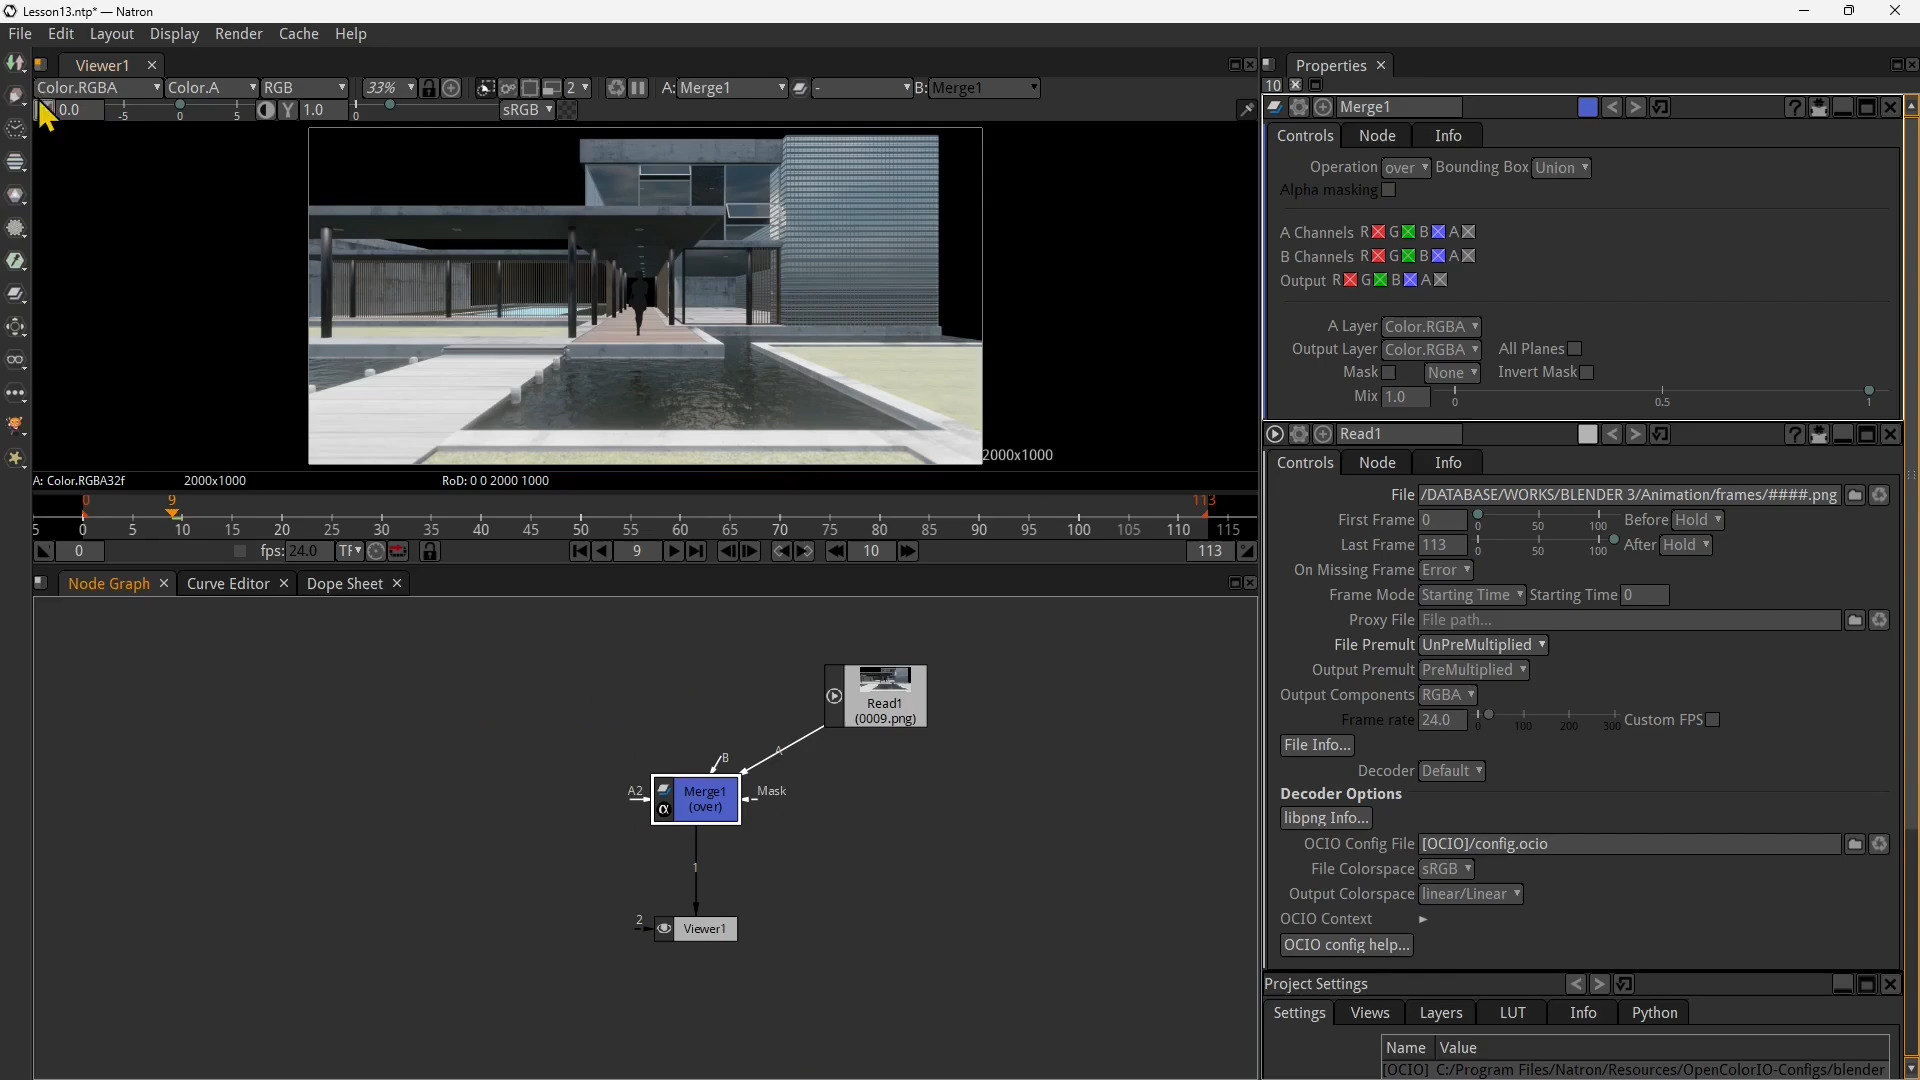 Lesson13.ntp* — Natron
File Edit Layout Display Render Cache Help
Viewer1
Color.RGBA Color.A RGB 33% 2 A: Merge1 - B: Merge1
0.0 -5 0 5 Y 1.0 0 sRGB
2000x1000
A: Color.RGBA32f 2000x1000 RoD: 0 0 2000 1000
0 9 113
5 0 5 10 15 20 25 30 35 40 45 50 55 60 65 70 75 80 85 90 95 100 105 110 115
0 fps: 24.0 TF 9 10 113
Node Graph Curve Editor Dope Sheet
Read1
(0009.png)
B A
A2 Merge1 Mask
α (over)
1
2 Viewer1
Properties
10
Merge1 ?
Controls Node Info
Operation over Bounding Box Union
Alpha masking
A Channels R G B A
B Channels R G B A
Output R G B A
A Layer Color.RGBA
Output Layer Color.RGBA All Planes
Mask None Invert Mask
Mix 1.0 0 0.5 1
Read1 ?
Controls Node Info
File /DATABASE/WORKS/BLENDER 3/Animation/frames/####.png
First Frame 0 0 50 100 Before Hold
Last Frame 113 0 50 100 After Hold
On Missing Frame Error
Frame Mode Starting Time Starting Time 0
Proxy File File path...
File Premult UnPreMultiplied
Output Premult PreMultiplied
Output Components RGBA
Frame rate 24.0 0 100 200 300 Custom FPS
File Info...
Decoder Default
Decoder Options
libpng Info...
OCIO Config File [OCIO]/config.ocio
File Colorspace sRGB
Output Colorspace linear/Linear
OCIO Context
OCIO config help...
Project Settings
Settings Views Layers LUT Info Python
Name Value
[OCIO] C:/Program Files/Natron/Resources/OpenColorIO-Configs/blender